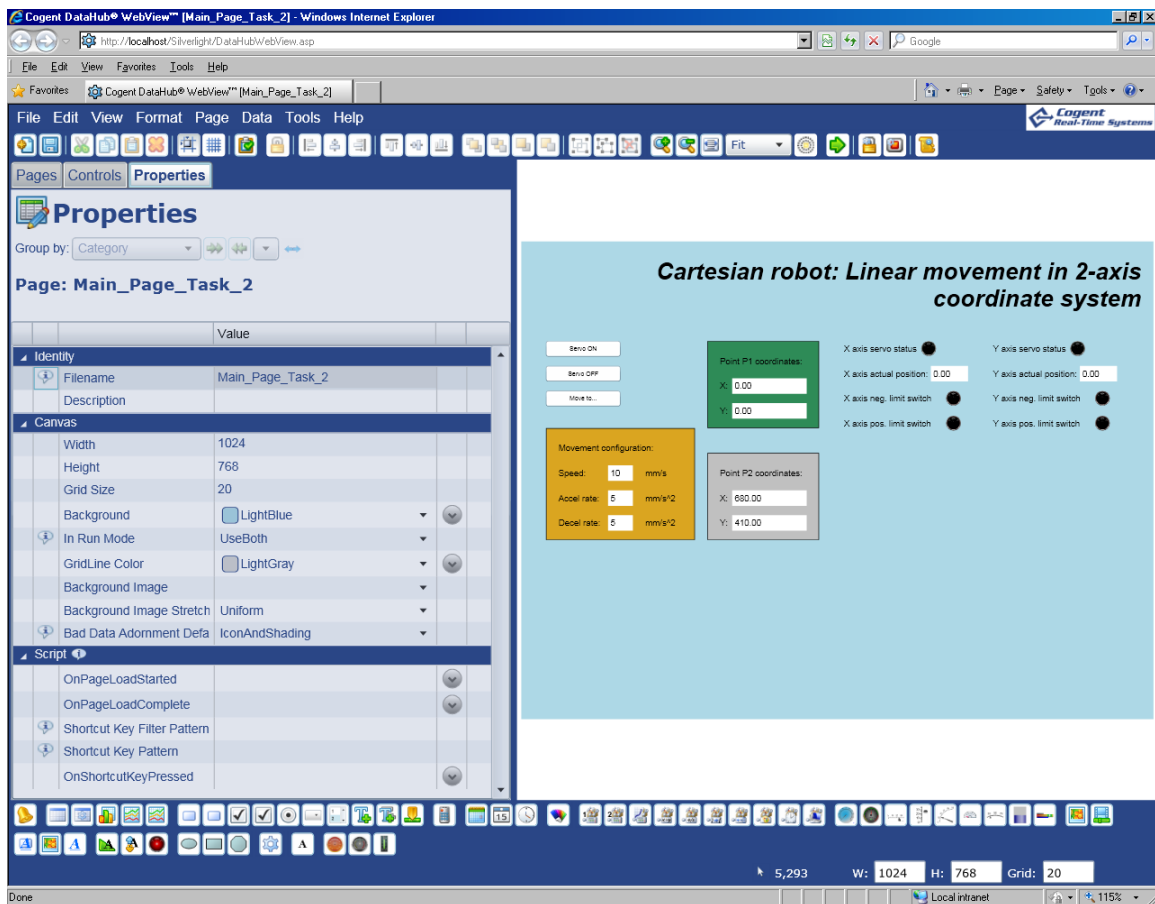 Cogent DataHub® WebView™ [Main_Page_Task_2] - Windows Internet Explorer
http://localhost/Silverlight/DataHubWebView.asp
Google
File Edit View Favorites Tools Help
Favorites Cogent DataHub® WebView™ [Main_Page_Task_2] Page Safety Tools
File Edit View Format Page Data Tools Help
Cogent
Real-Time Systems
Fit
Pages Controls Properties
Properties
Group by: Category
Page: Main_Page_Task_2
Value
Identity
Filename Main_Page_Task_2
Description
Canvas
Width 1024
Height 768
Grid Size 20
Background LightBlue
In Run Mode UseBoth
GridLine Color LightGray
Background Image
Background Image Stretch Uniform
Bad Data Adornment Defa IconAndShading
Script
OnPageLoadStarted
OnPageLoadComplete
Shortcut Key Filter Pattern
Shortcut Key Pattern
OnShortcutKeyPressed
Cartesian robot: Linear movement in 2-axis
coordinate system
Servo ON
Servo OFF
Move to...
Movement configuration:
Speed: 10 mm/s
Accel rate: 5 mm/s^2
Decel rate: 5 mm/s^2
Point P1 coordinates:
X: 0.00
Y: 0.00
Point P2 coordinates:
X: 680.00
Y: 410.00
X axis servo status
X axis actual position: 0.00
X axis neg. limit switch
X axis pos. limit switch
Y axis servo status
Y axis actual position: 0.00
Y axis neg. limit switch
Y axis pos. limit switch
15
5,293 W: 1024 H: 768 Grid: 20
Done Local intranet 115%